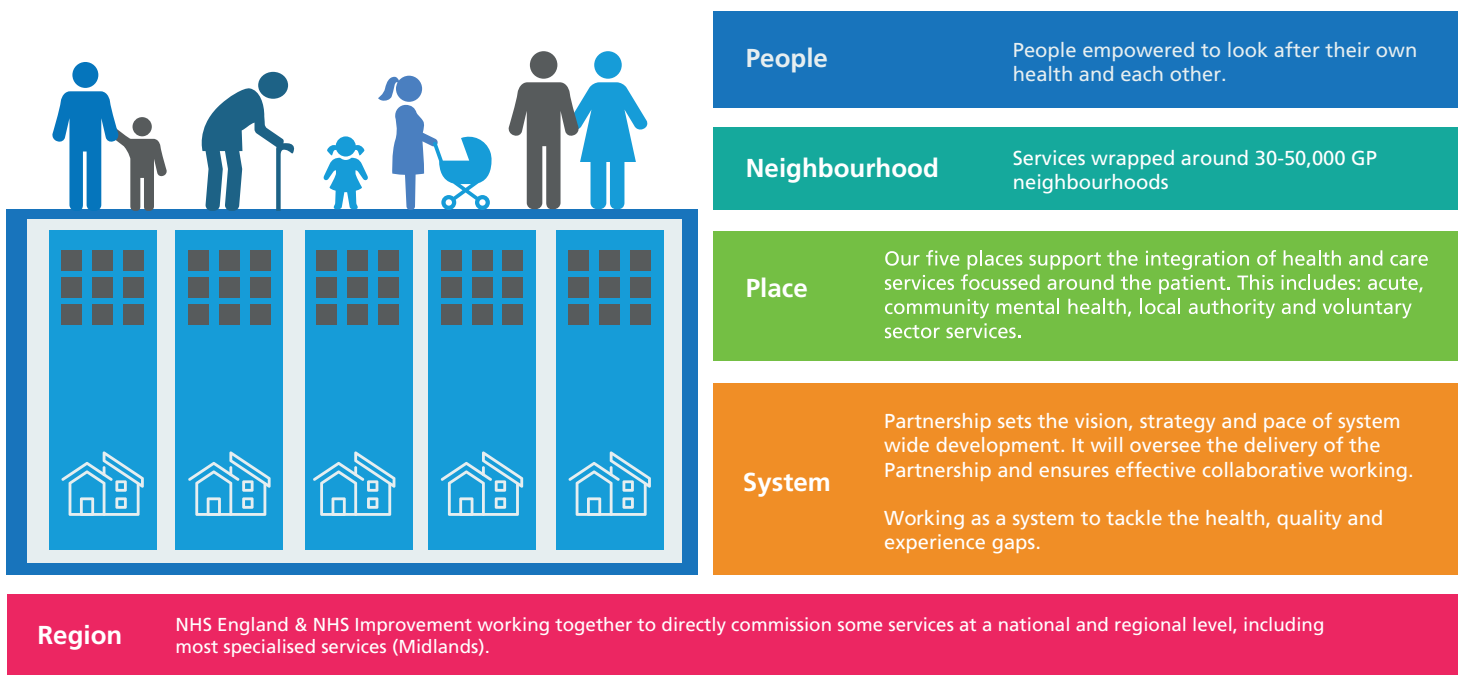 People
People empowered to look after their own
health and each other.
Neighbourhood
Services wrapped around 30-50,000 GP
neighbourhoods
Place
Our five places support the integration of health and care
services focussed around the patient. This includes: acute,
community mental health, local authority and voluntary
sector services.
System
Partnership sets the vision, strategy and pace of system
wide development. It will oversee the delivery of the
Partnership and ensures effective collaborative working.
Working as a system to tackle the health, quality and
experience gaps.
Region
NHS England & NHS Improvement working together to directly commission some services at a national and regional level, including
most specialised services (Midlands).